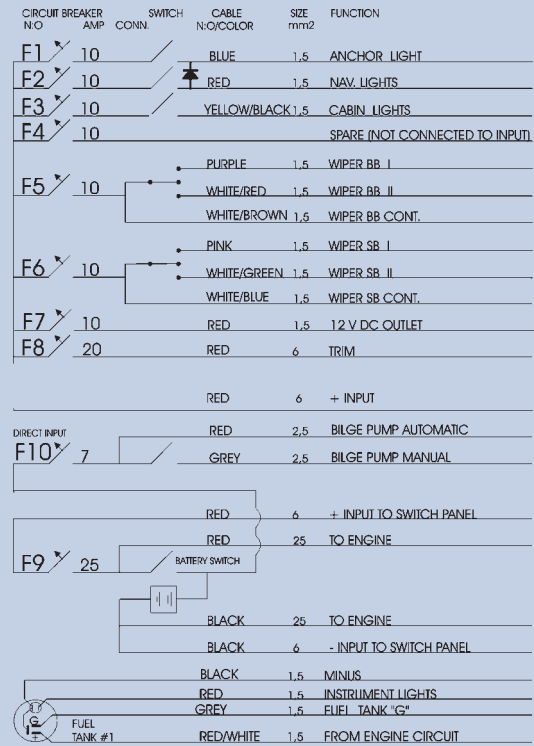 CIRCUIT BREAKER SWITCH CABLE SIZE FUNCTION
N:O AMP CONN. N:O/COLOR mm2
F1 10 BLUE 1,5 ANCHOR LIGHT
F2 10 RED 1,5 NAV. LIGHTS
F3 10 YELLOW/BLACK 1,5 CABIN LIGHTS
F4 10 SPARE (NOT CONNECTED TO INPUT)
PURPLE 1,5 WIPER BB I
F5 10 WHITE/RED 1,5 WIPER BB II
WHITE/BROWN 1,5 WIPER BB CONT.
PINK 1,5 WIPER SB I
F6 10 WHITE/GREEN 1,5 WIPER SB II
WHITE/BLUE 1,5 WIPER SB CONT.
F7 10 RED 1,5 12 V DC OUTLET
F8 20 RED 6 TRIM
RED 6 + INPUT
DIRECT INPUT RED 2,5 BILGE PUMP AUTOMATIC
F10 7 GREY 2,5 BILGE PUMP MANUAL
RED 6 + INPUT TO SWITCH PANEL
RED 25 TO ENGINE
F9 25 BATTERY SWITCH
BLACK 25 TO ENGINE
BLACK 6 - INPUT TO SWITCH PANEL
BLACK 1,5 MINUS
RED 1,5 INSTRUMENT LIGHTS
G GREY 1,5 FUEL TANK "G"
FUEL
TANK #1 RED/WHITE 1,5 FROM ENGINE CIRCUIT